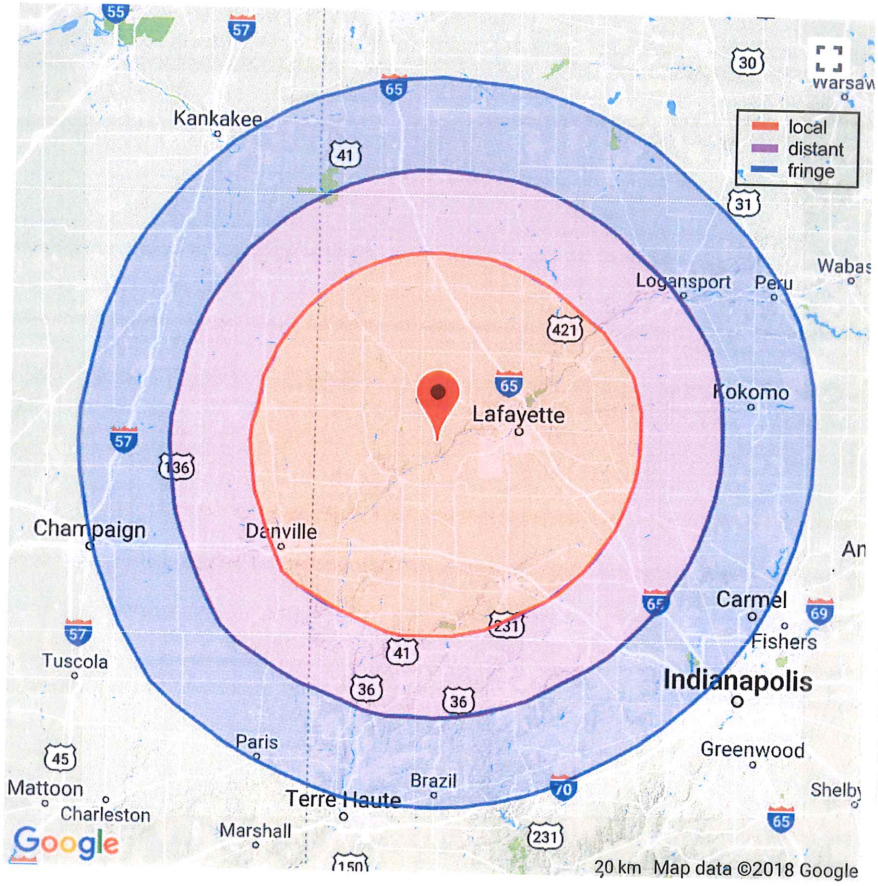 55
57
65
30
Warsaw
local
distant
fringe
Kankakee
41
31
Logansport
Peru
Wabas
421
65
Lafayette
Kokomo
57
136
Champaign
Danville
An
65
Carmel
69
57
231
Fishers
Tuscola
41
36
36
Indianapolis
45
Paris
Greenwood
Mattoon
Terre Haute
Brazil
70
Shelby
Charleston
65
Marshall
231
Google
150
20 km Map data ©2018 Google